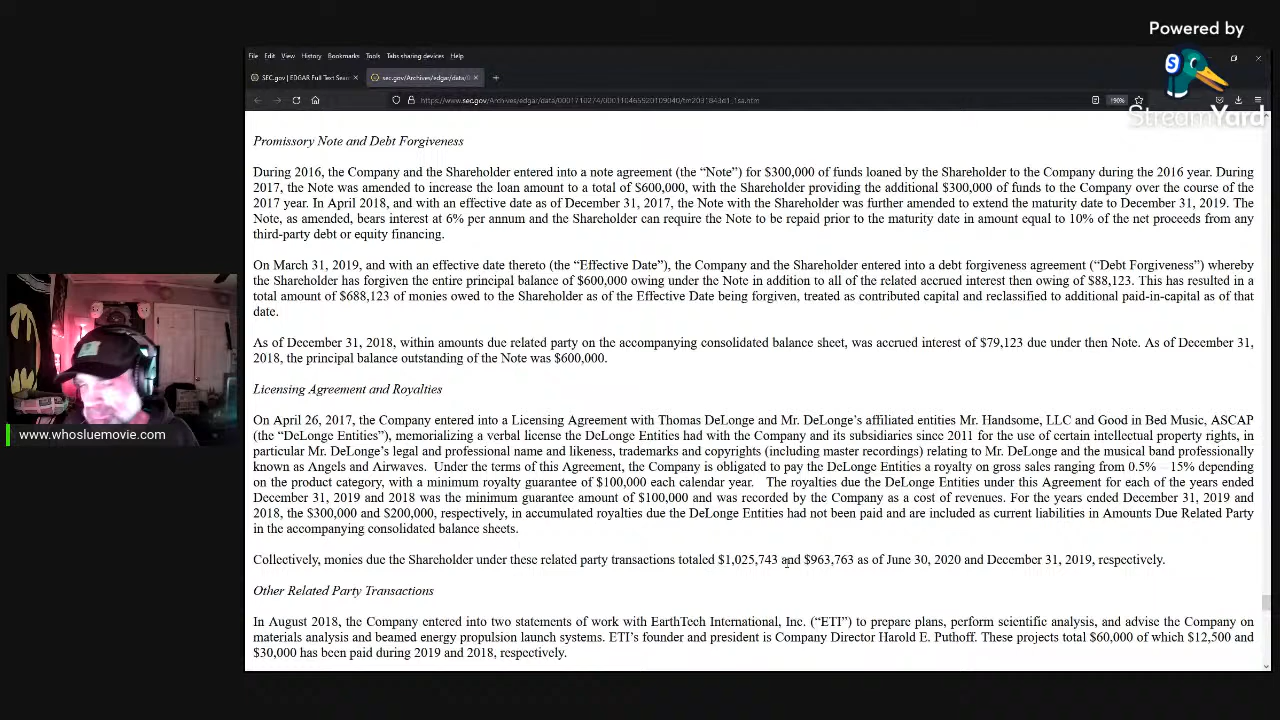 Powered by
StreamYard
File Edit View History Bookmarks Tools Tabs sharing devices Help
SEC.gov | EDGAR Full Text Sear
sec.gov/Archives/edgar/data/0
190%
Promissory Note and Debt Forgiveness
During 2016, the Company and the Shareholder entered into a note agreement (the “Note”) for $300,000 of funds loaned by the Shareholder to the Company during the 2016 year. During
2017, the Note was amended to increase the loan amount to a total of $600,000, with the Shareholder providing the additional $300,000 of funds to the Company over the course of the
2017 year. In April 2018, and with an effective date as of December 31, 2017, the Note with the Shareholder was further amended to extend the maturity date to December 31, 2019. The
Note, as amended, bears interest at 6% per annum and the Shareholder can require the Note to be repaid prior to the maturity date in amount equal to 10% of the net proceeds from any
third-party debt or equity financing.
On March 31, 2019, and with an effective date thereto (the “Effective Date”), the Company and the Shareholder entered into a debt forgiveness agreement (“Debt Forgiveness”) whereby
the Shareholder has forgiven the entire principal balance of $600,000 owing under the Note in addition to all of the related accrued interest then owing of $88,123. This has resulted in a
total amount of $688,123 of monies owed to the Shareholder as of the Effective Date being forgiven, treated as contributed capital and reclassified to additional paid-in-capital as of that
date.
As of December 31, 2018, within amounts due related party on the accompanying consolidated balance sheet, was accrued interest of $79,123 due under then Note. As of December 31,
2018, the principal balance outstanding of the Note was $600,000.
Licensing Agreement and Royalties
On April 26, 2017, the Company entered into a Licensing Agreement with Thomas DeLonge and Mr. DeLonge’s affiliated entities Mr. Handsome, LLC and Good in Bed Music, ASCAP
(the “DeLonge Entities”), memorializing a verbal license the DeLonge Entities had with the Company and its subsidiaries since 2011 for the use of certain intellectual property rights, in
particular Mr. DeLonge’s legal and professional name and likeness, trademarks and copyrights (including master recordings) relating to Mr. DeLonge and the musical band professionally
known as Angels and Airwaves. Under the terms of this Agreement, the Company is obligated to pay the DeLonge Entities a royalty on gross sales ranging from 0.5% – 15% depending
on the product category, with a minimum royalty guarantee of $100,000 each calendar year. The royalties due the DeLonge Entities under this Agreement for each of the years ended
December 31, 2019 and 2018 was the minimum guarantee amount of $100,000 and was recorded by the Company as a cost of revenues. For the years ended December 31, 2019 and
2018, the $300,000 and $200,000, respectively, in accumulated royalties due the DeLonge Entities had not been paid and are included as current liabilities in Amounts Due Related Party
in the accompanying consolidated balance sheets.
Collectively, monies due the Shareholder under these related party transactions totaled $1,025,743 and $963,763 as of June 30, 2020 and December 31, 2019, respectively.
Other Related Party Transactions
In August 2018, the Company entered into two statements of work with EarthTech International, Inc. (“ETI”) to prepare plans, perform scientific analysis, and advise the Company on
materials analysis and beamed energy propulsion launch systems. ETI’s founder and president is Company Director Harold E. Puthoff. These projects total $60,000 of which $12,500 and
$30,000 has been paid during 2019 and 2018, respectively.
www.whosluemovie.com